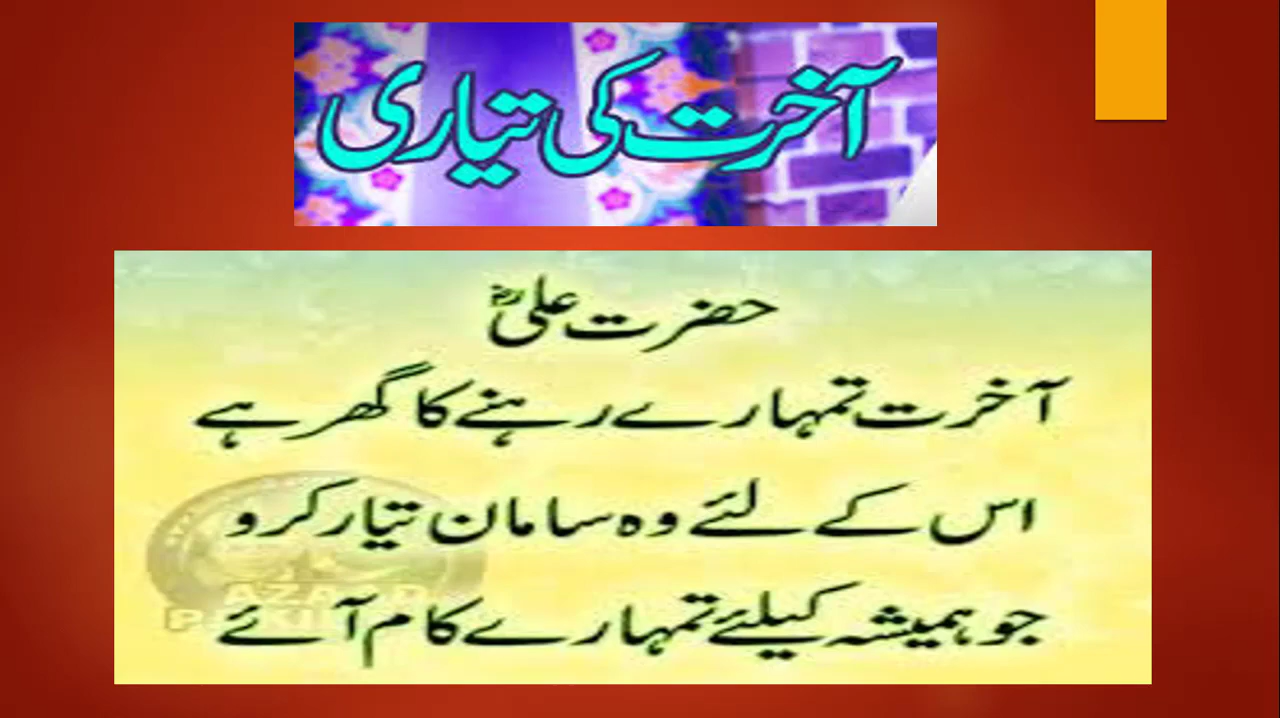 آخرت کی تیاری
حضرت علیؓ
آخرت تمہارے رہنے کا گھر ہے
اس کے لئے وہ سامان تیار کرو
جو ہمیشہ کیلئے تمہارے کام آئے